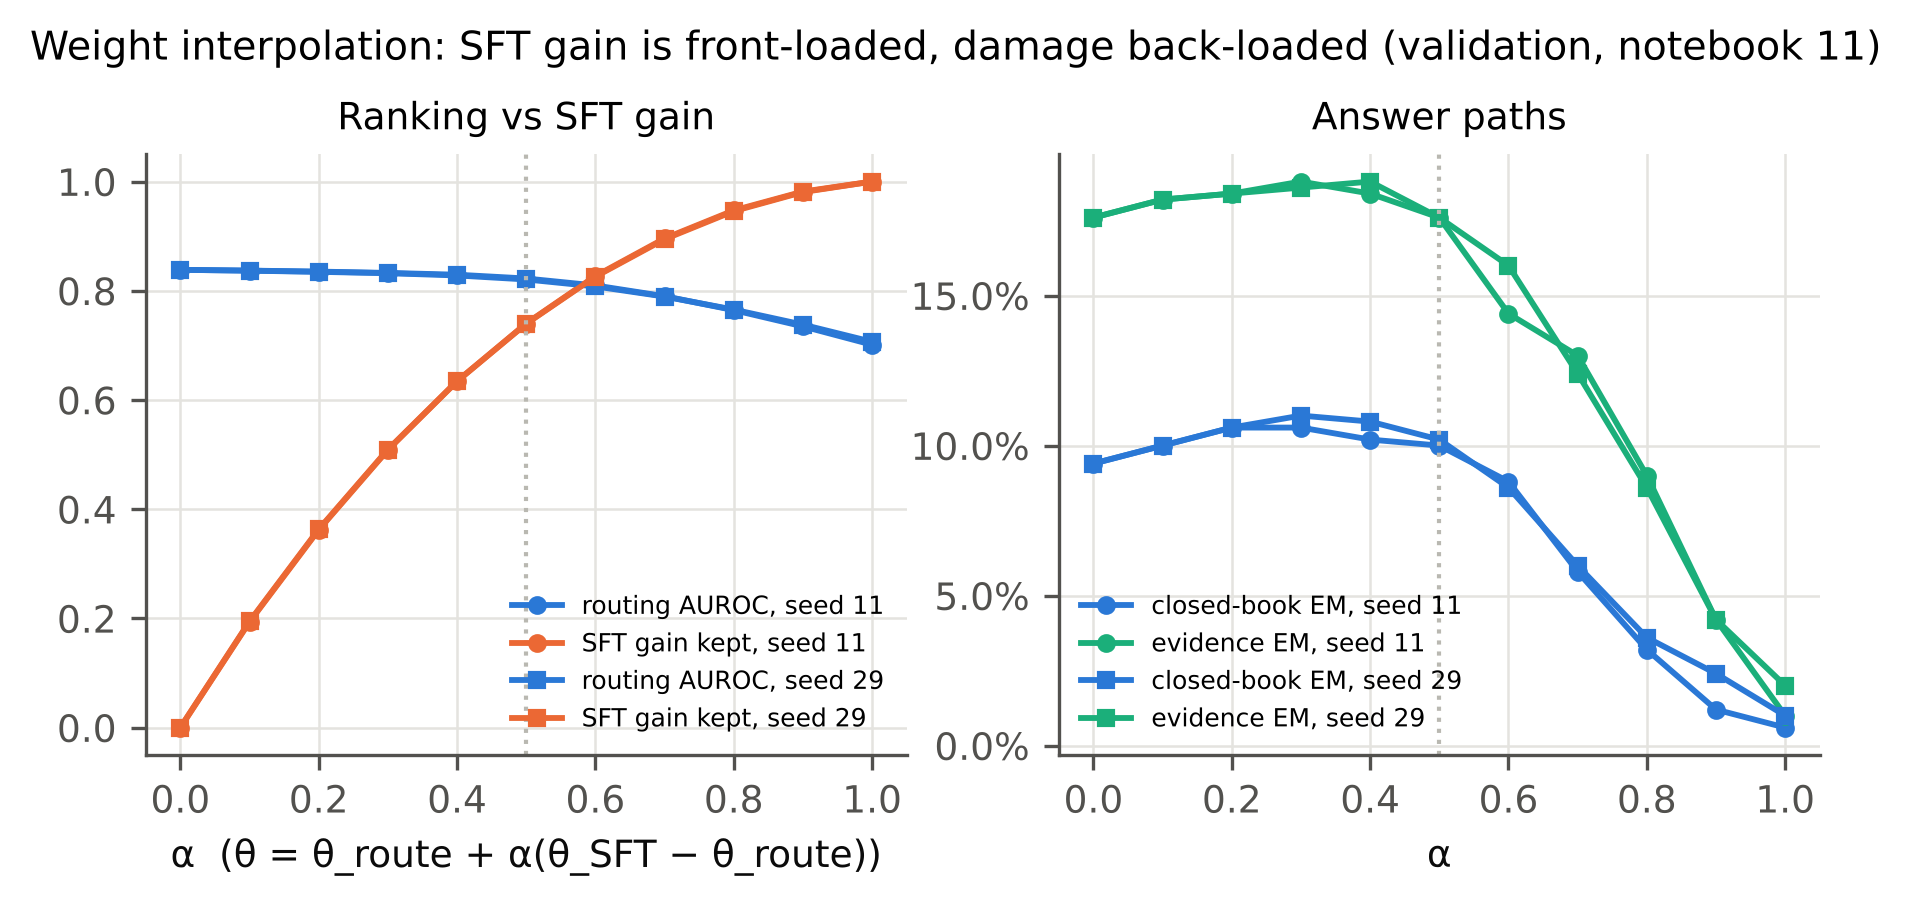 Weight interpolation: SFT gain is front-loaded, damage back-loaded (validation, notebook 11)
Ranking vs SFT gain
1.0
0.8
0.6
0.4
0.2
0.0
routing AUROC, seed 11
SFT gain kept, seed 11
routing AUROC, seed 29
SFT gain kept, seed 29
0.0 0.2 0.4 0.6 0.8 1.0
α (θ = θ_route + α(θ_SFT − θ_route))
Answer paths
15.0%
10.0%
5.0%
0.0%
closed-book EM, seed 11
evidence EM, seed 11
closed-book EM, seed 29
evidence EM, seed 29
0.0 0.2 0.4 0.6 0.8 1.0
α